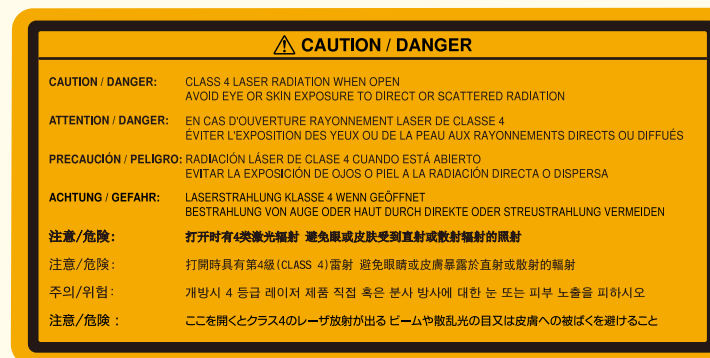 ⚠ CAUTION / DANGER
CAUTION / DANGER: CLASS 4 LASER RADIATION WHEN OPEN
AVOID EYE OR SKIN EXPOSURE TO DIRECT OR SCATTERED RADIATION
ATTENTION / DANGER: EN CAS D'OUVERTURE RAYONNEMENT LASER DE CLASSE 4
ÉVITER L'EXPOSITION DES YEUX OU DE LA PEAU AUX RAYONNEMENTS DIRECTS OU DIFFUÉS
PRECAUCIÓN / PELIGRO: RADIACIÓN LÁSER DE CLASE 4 CUANDO ESTÁ ABIERTO
EVITAR LA EXPOSICIÓN DE OJOS O PIEL A LA RADIACIÓN DIRECTA O DISPERSA
ACHTUNG / GEFAHR: LASERSTRAHLUNG KLASSE 4 WENN GEÖFFNET
BESTRAHLUNG VON AUGE ODER HAUT DURCH DIREKTE ODER STREUSTRAHLUNG VERMEIDEN
注意/危险: 打开时有4类激光辐射 避免眼或皮肤受到直射或散射辐射的照射
注意/危険: 打開時具有第4級(CLASS 4)雷射 避免眼睛或皮膚暴露於直射或散射的輻射
주의/위험: 개방시 4 등급 레이저 제품 직접 혹은 분사 방사에 대한 눈 또는 피부 노출을 피하시오
注意/危険 : ここを開くとクラス4のレーザ放射が出る ビームや散乱光の目又は皮膚への被ばくを避けること